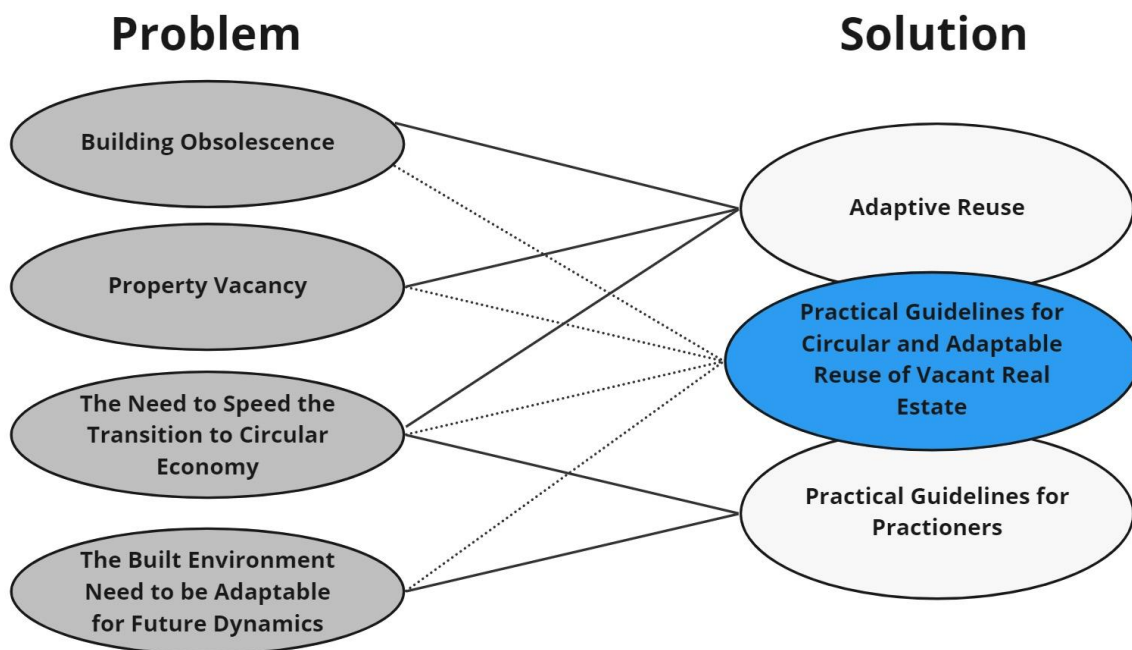 Problem
Building Obsolescence
Property Vacancy
The Need to Speed the
Transition to Circular
Economy
The Built Environment
Need to be Adaptable
for Future Dynamics
Solution
Adaptive Reuse
Practical Guidelines for
Circular and Adaptable
Reuse of Vacant Real
Estate
Practical Guidelines for
Practioners